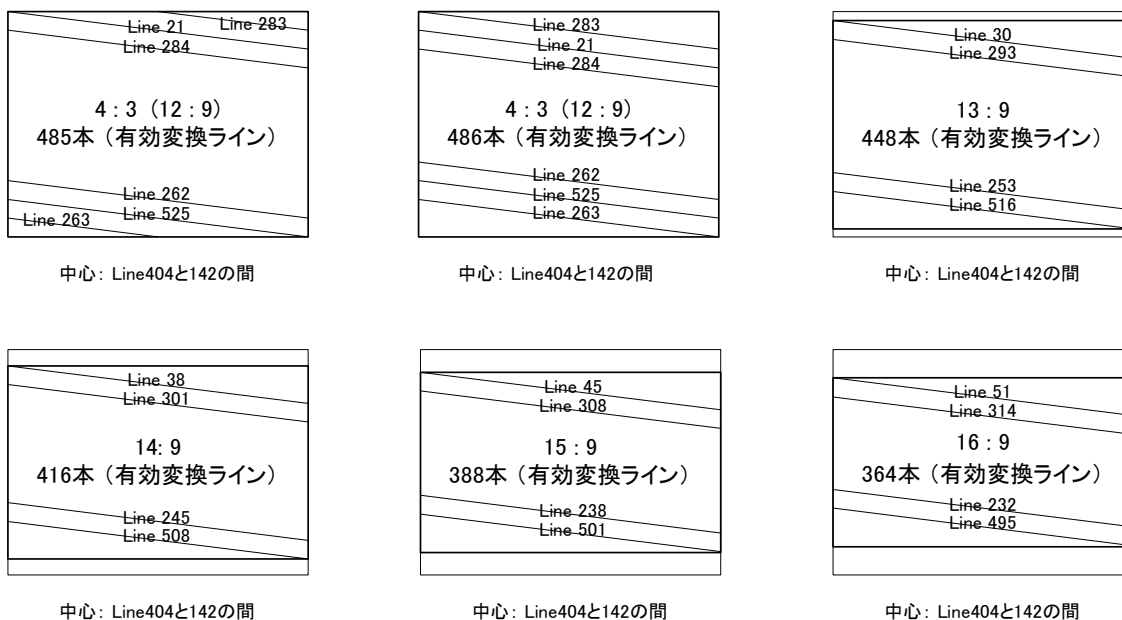 Line 283
Line 21
Line 284
4 : 3 (12 : 9)
485本 (有効変換ライン)
Line 262
Line 525
Line 263
中心: Line404と142の間
Line 283
Line 21
Line 284
4 : 3 (12 : 9)
486本 (有効変換ライン)
Line 262
Line 525
Line 263
中心: Line404と142の間
Line 30
Line 293
13 : 9
448本 (有効変換ライン)
Line 253
Line 516
中心: Line404と142の間
Line 38
Line 301
14: 9
416本 (有効変換ライン)
Line 245
Line 508
中心: Line404と142の間
Line 45
Line 308
15 : 9
388本 (有効変換ライン)
Line 238
Line 501
中心: Line404と142の間
Line 51
Line 314
16 : 9
364本 (有効変換ライン)
Line 232
Line 495
中心: Line404と142の間